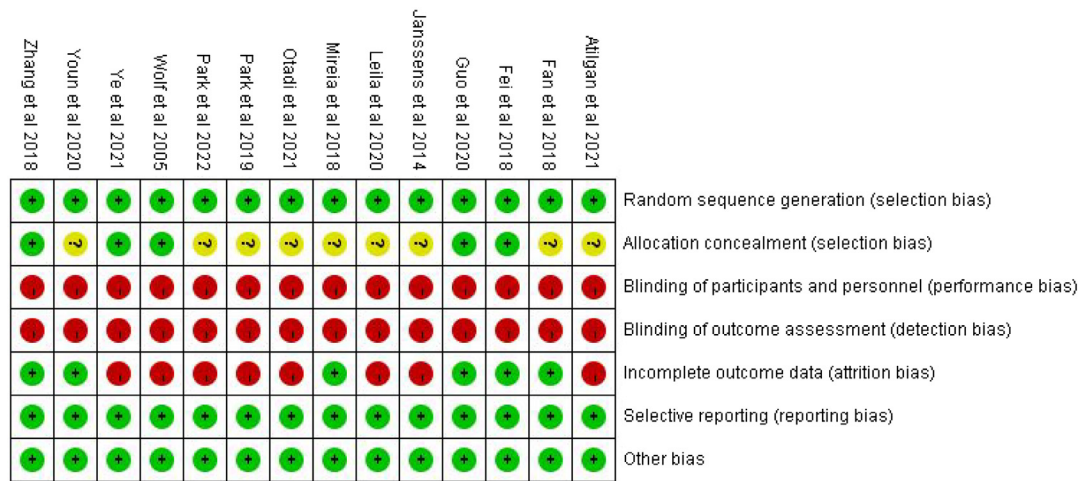 Zhang et al 2018
Youn et al 2020
Ye et al 2021
Wolf et al 2005
Park et al 2022
Park et al 2019
Otadi et al 2021
Mireia et al 2018
Leila et al 2020
Janssens et al 2014
Guo et al 2020
Fei et al 2018
Fan et al 2018
Atilgan et al 2021
+ + + + + + + + + + + + + + Random sequence generation (selection bias)
+ ? + + ? ? ? ? ? ? + + ? ? Allocation concealment (selection bias)
- - - - - - - - - - - - - - Blinding of participants and personnel (performance bias)
- - - - - - - - - - - - - - Blinding of outcome assessment (detection bias)
+ + - - - - - + - - + + + - Incomplete outcome data (attrition bias)
+ + + + + + + + + + + + + + Selective reporting (reporting bias)
+ + + + + + + + + + + + + + Other bias